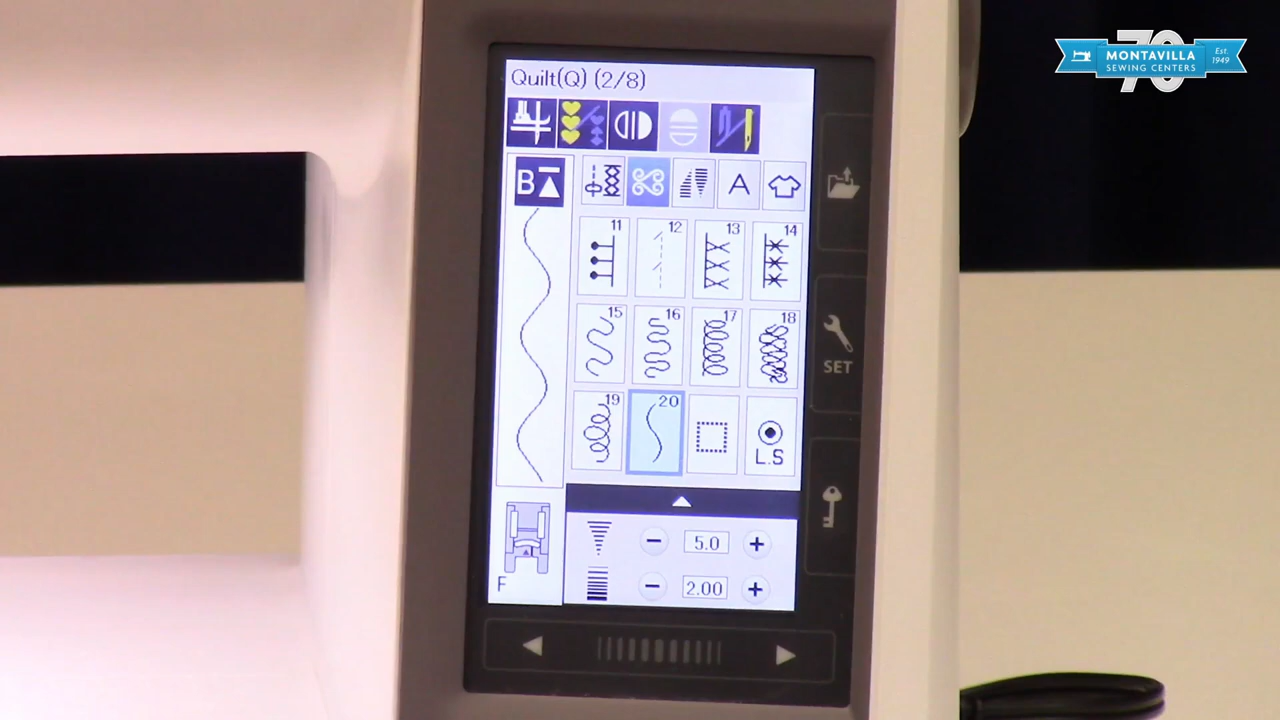 70
MONTAVILLA
SEWING CENTERS
Est.
1949
Quilt(Q) (2/8)
B
A
11 12 13 14
15 16 17 18
19 20
L.S
SET
5.0
F
2.00